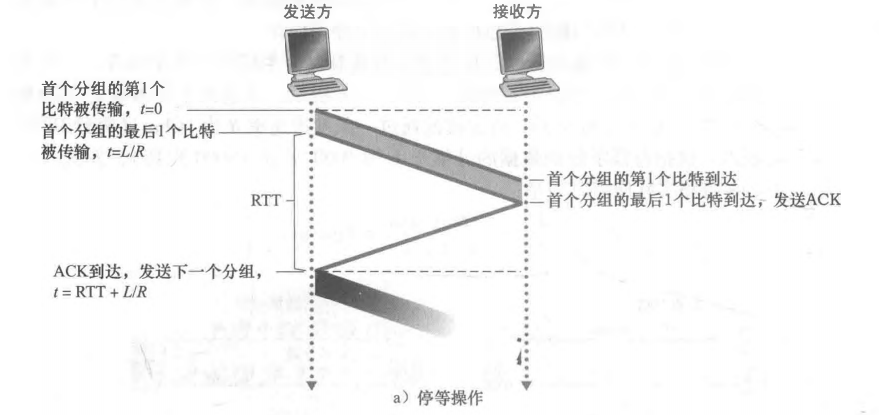 发送方
接收方
首个分组的第1个
比特被传输，t=0
首个分组的最后1个比特
被传输，t=L/R
首个分组的第1个比特到达
首个分组的最后1个比特到达，发送ACK
RTT
ACK到达，发送下一个分组，
t = RTT + L/R
a）停等操作